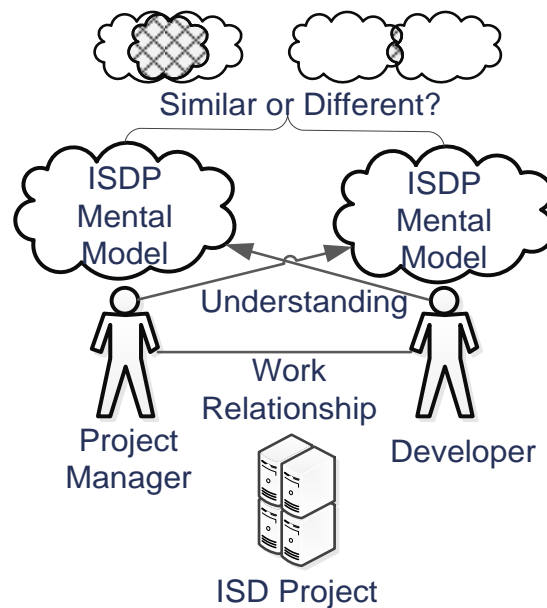 Similar or Different?
ISDP
Mental
Model
ISDP
Mental
Model
Understanding
Work
Relationship
Project
Manager
Developer
ISD Project